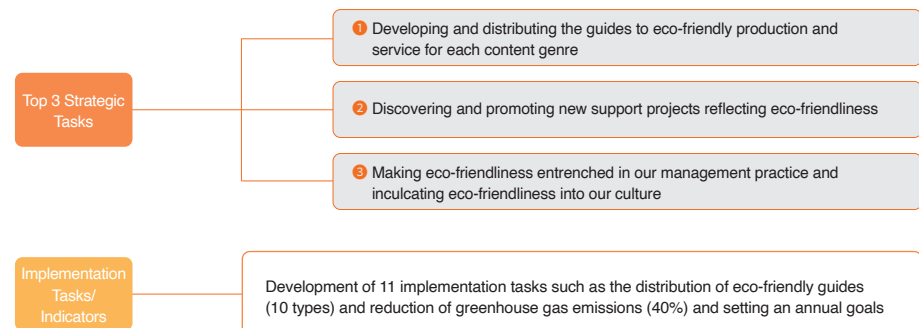 Top 3 Strategic
Tasks
❶ Developing and distributing the guides to eco-friendly production and
service for each content genre
❷ Discovering and promoting new support projects reflecting eco-friendliness
❸ Making eco-friendliness entrenched in our management practice and
inculcating eco-friendliness into our culture
Implementation
Tasks/
Indicators
Development of 11 implementation tasks such as the distribution of eco-friendly guides
(10 types) and reduction of greenhouse gas emissions (40%) and setting an annual goals